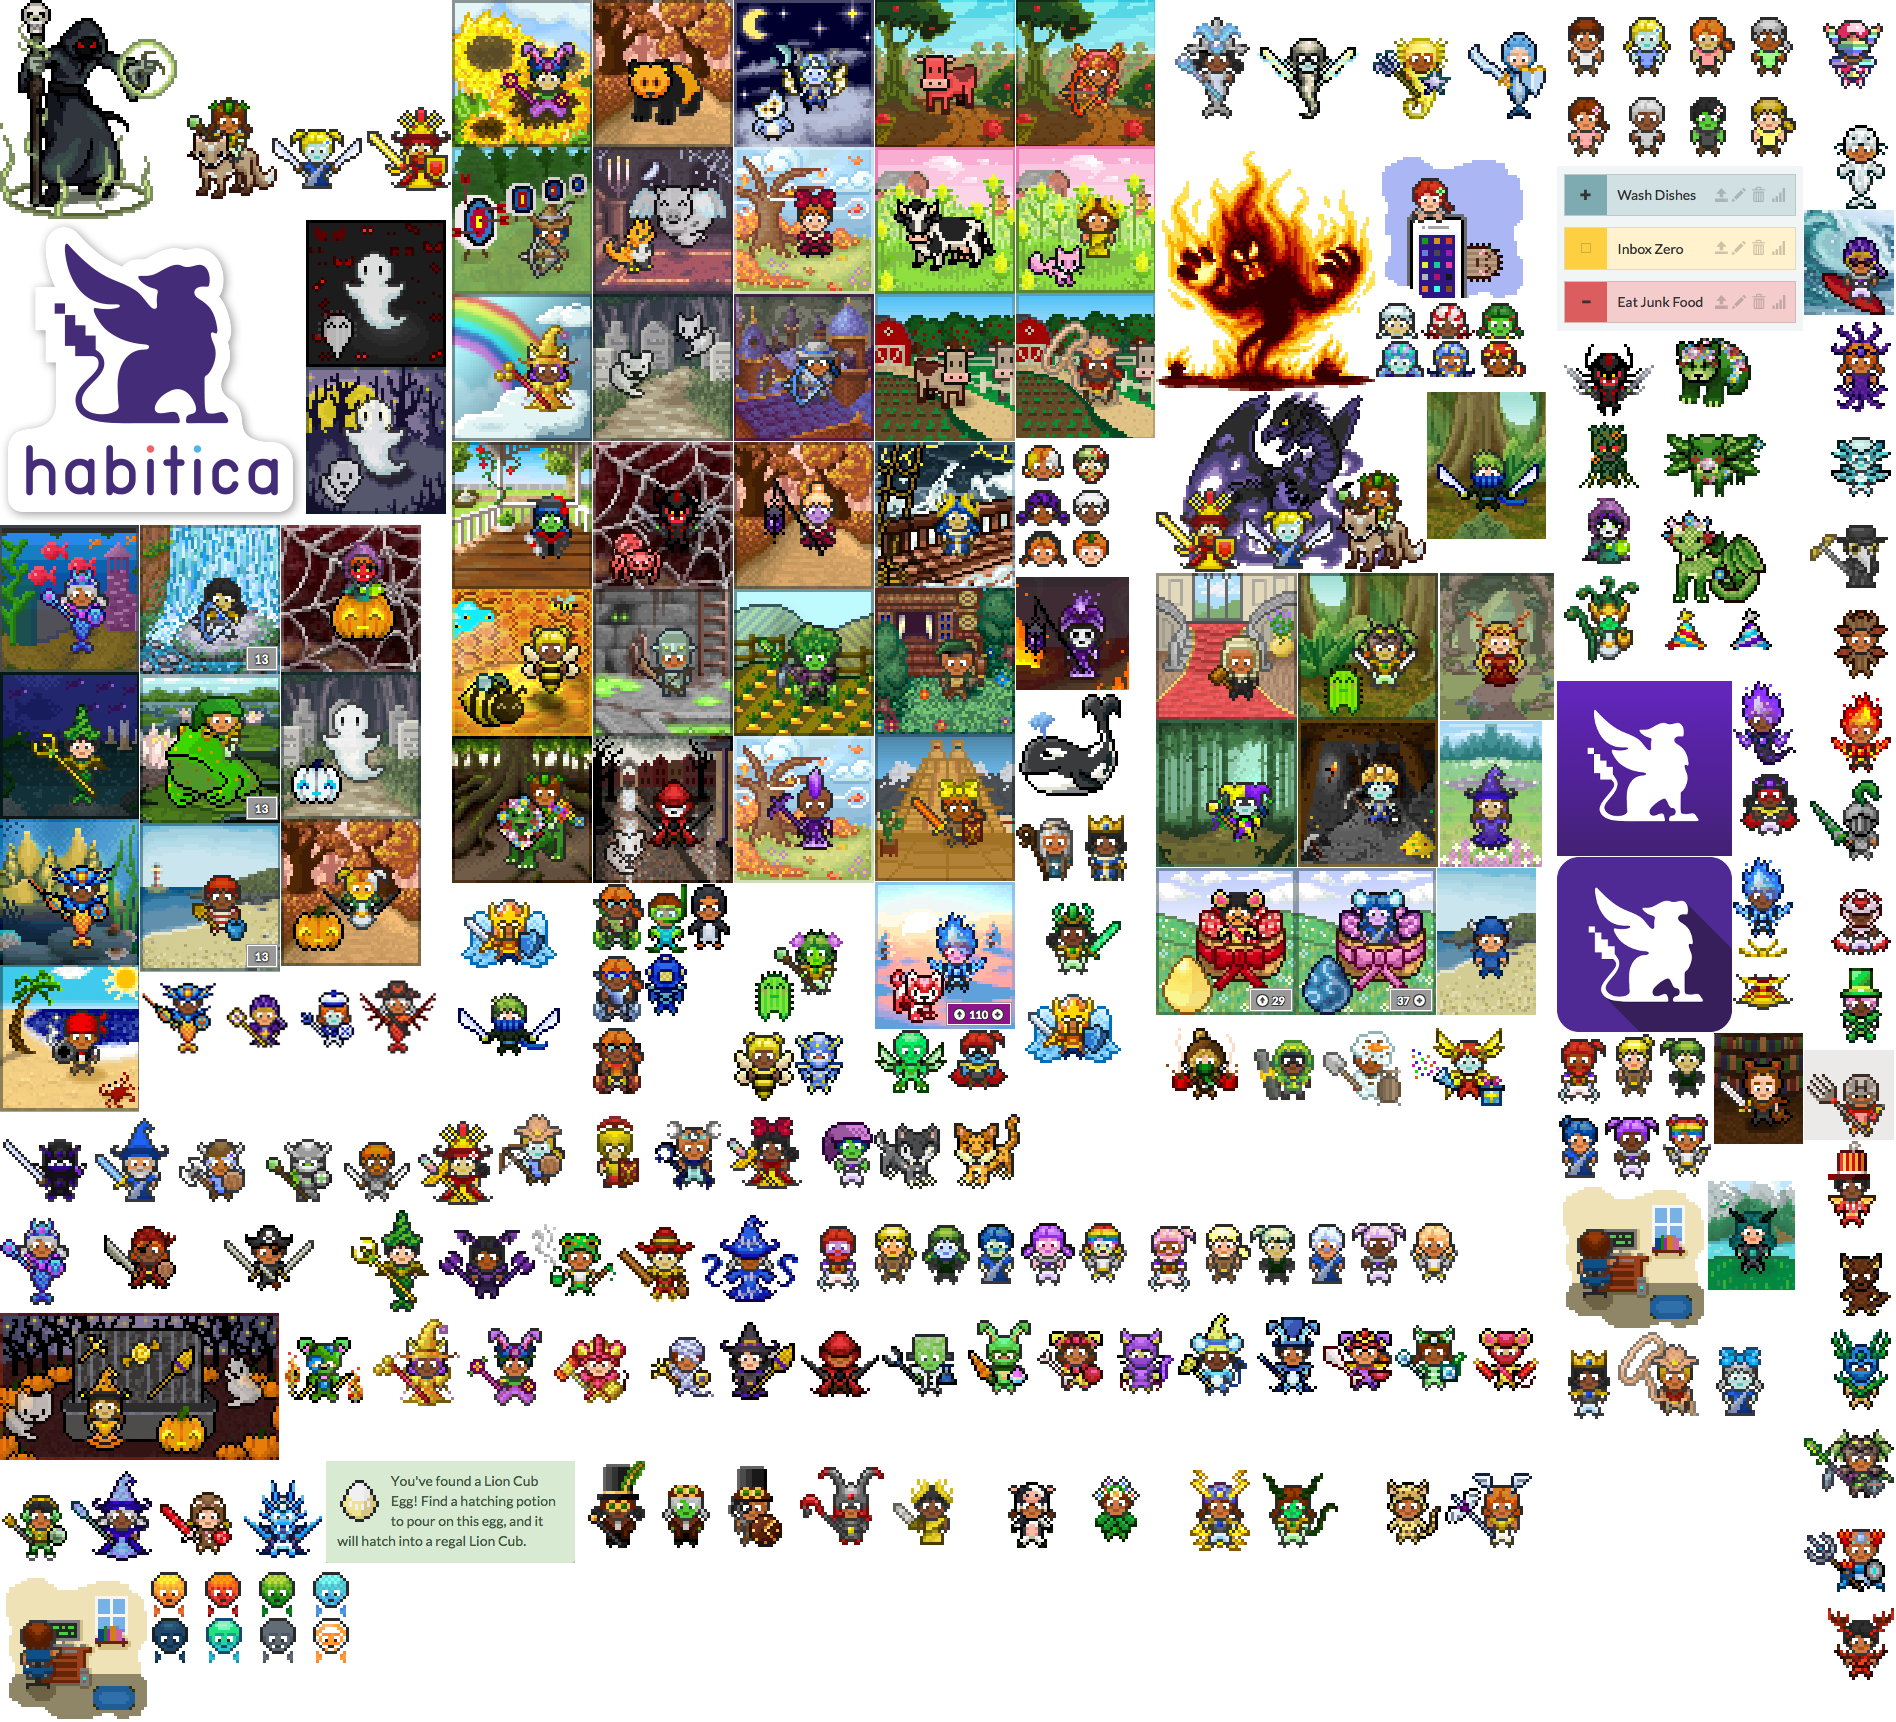 habitica
Wash Dishes
Inbox Zero
Eat Junk Food
13
13
13
110
29
37
You've found a Lion Cub
Egg! Find a hatching potion
to pour on this egg, and it
will hatch into a regal Lion Cub.